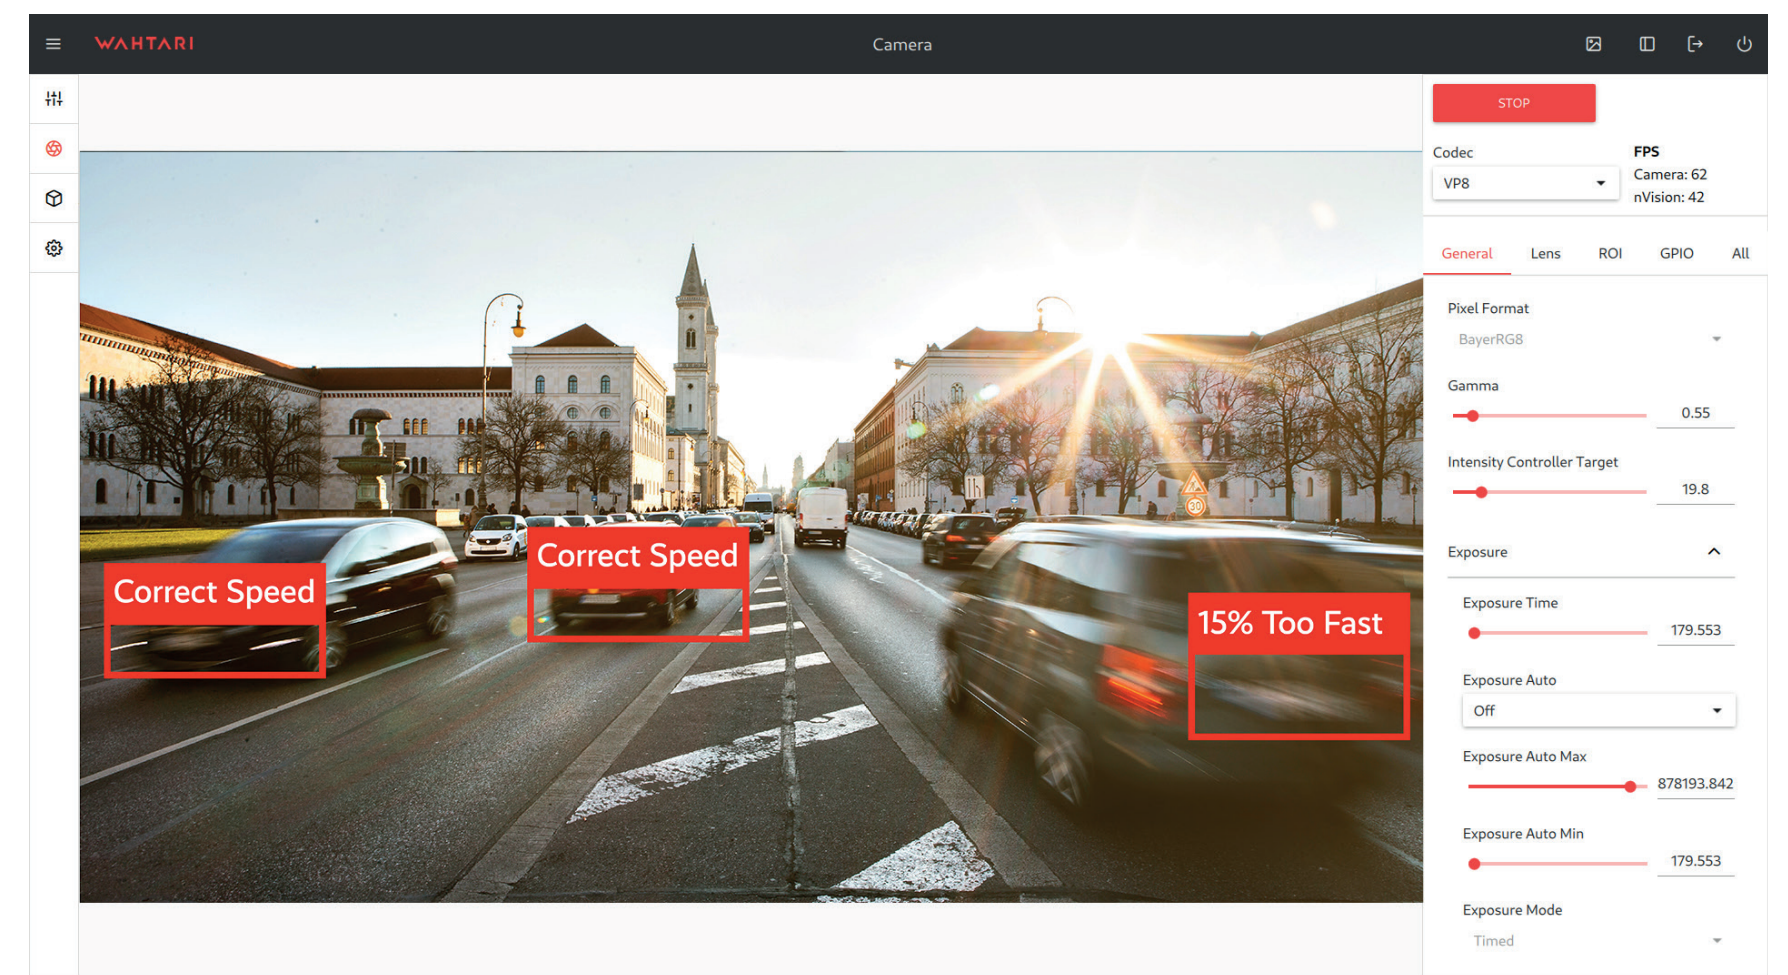 WAHTARI
Camera
STOP
Codec
FPS
VP8
Camera: 62
nVision: 42
General Lens ROI GPIO All
Pixel Format
BayerRG8
Gamma
0.55
Intensity Controller Target
19.8
Exposure
Exposure Time
179.553
Exposure Auto
Off
Exposure Auto Max
878193.842
Exposure Auto Min
179.553
Exposure Mode
Timed
Correct Speed
Correct Speed
15% Too Fast
30